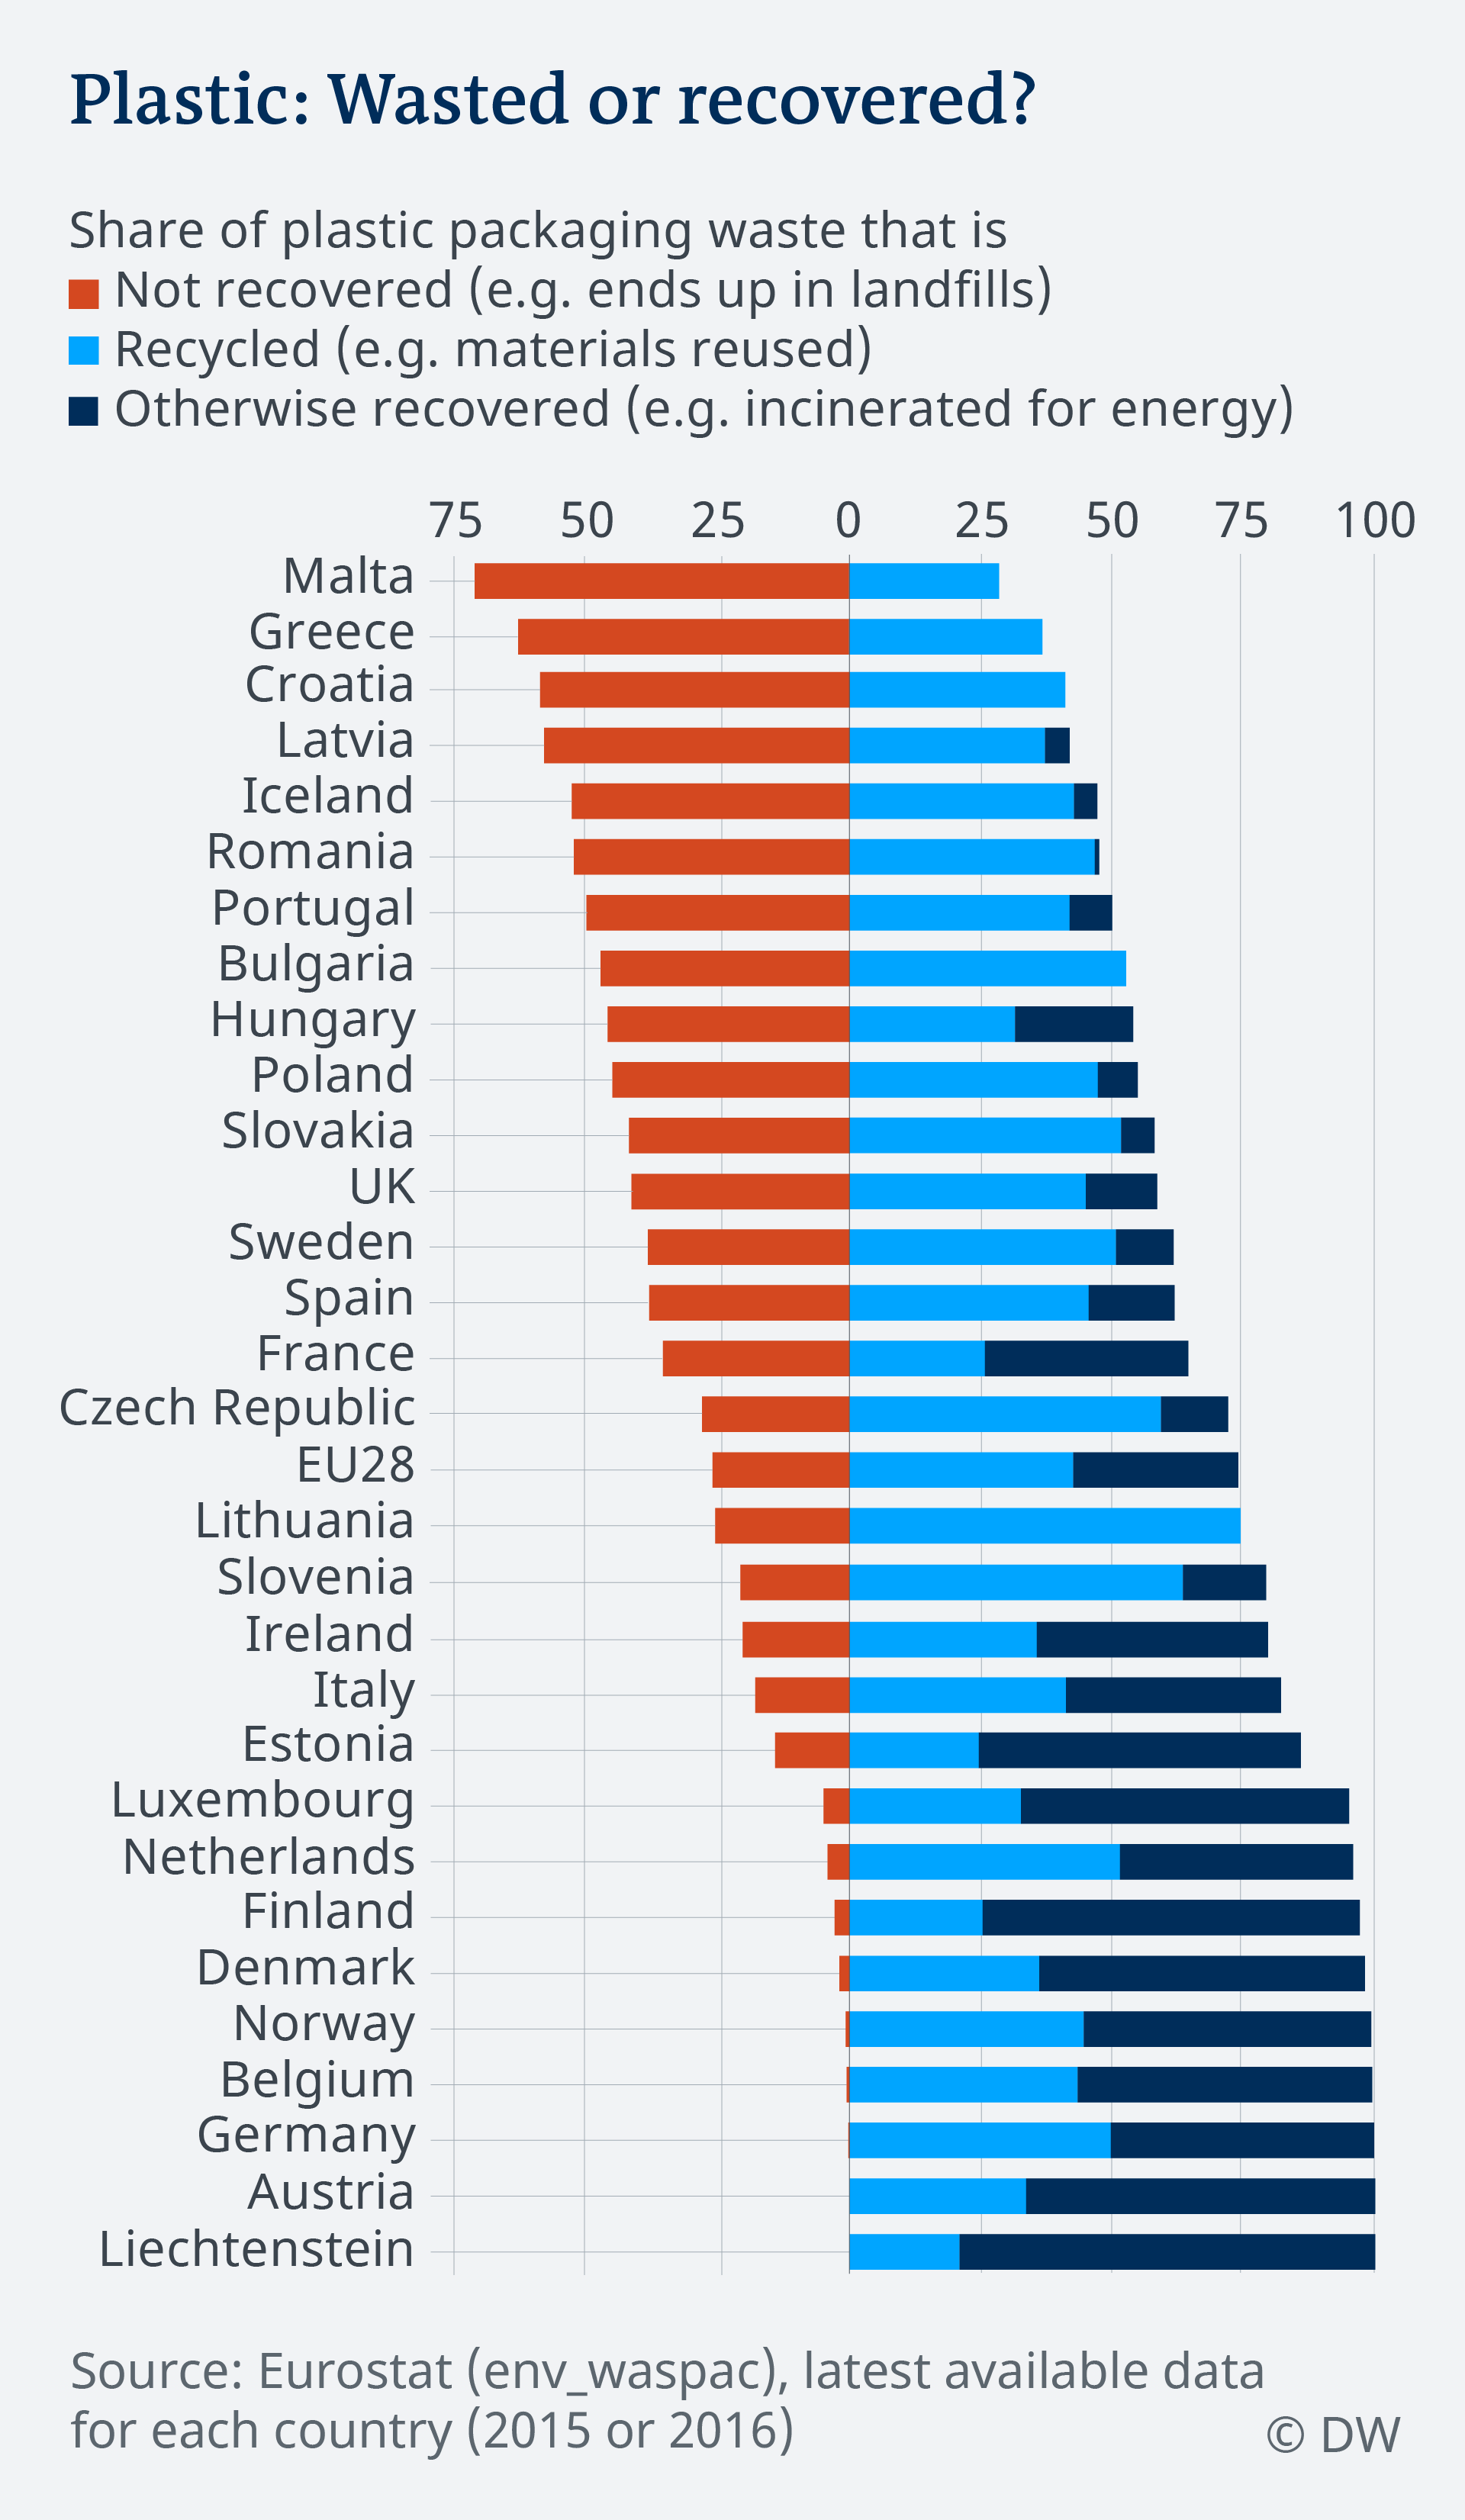 Plastic: Wasted or recovered?
Share of plastic packaging waste that is
Not recovered (e.g. ends up in landfills)
Recycled (e.g. materials reused)
Otherwise recovered (e.g. incinerated for energy)
75 50 25 0 25 50 75 100
Malta
Greece
Croatia
Latvia
Iceland
Romania
Portugal
Bulgaria
Hungary
Poland
Slovakia
UK
Sweden
Spain
France
Czech Republic
EU28
Lithuania
Slovenia
Ireland
Italy
Estonia
Luxembourg
Netherlands
Finland
Denmark
Norway
Belgium
Germany
Austria
Liechtenstein
Source: Eurostat (env_waspac), latest available data
for each country (2015 or 2016)
© DW